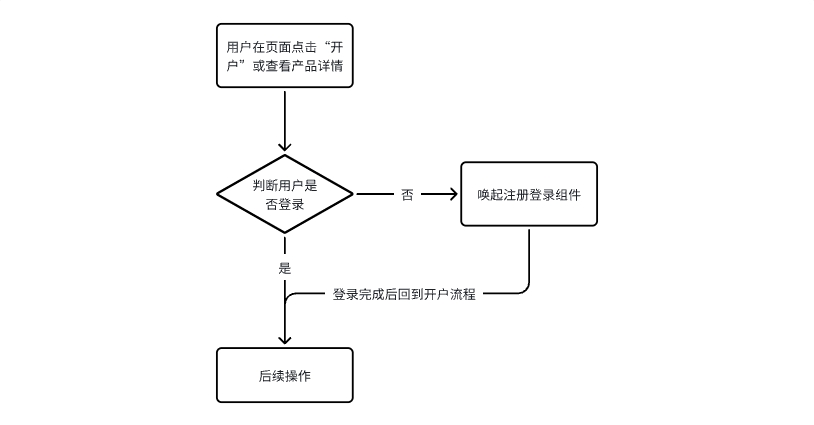 用户在页面点击“开
户”或查看产品详情
判断用户是
否登录
否
唤起注册登录组件
是
登录完成后回到开户流程
后续操作